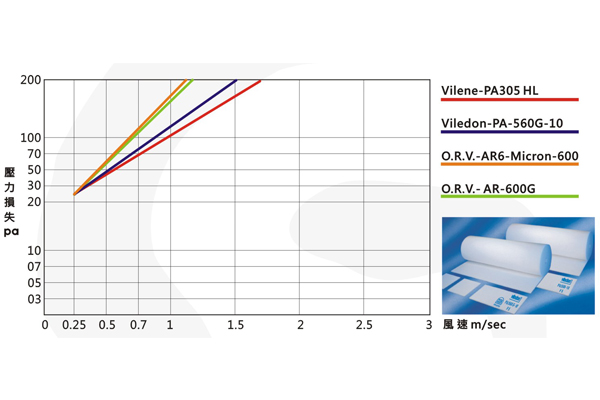 200
100
70
50
30
20
10
07
05
03
壓力損失 pa
0 0.25 0.5 0.7 1 1.5 2 2.5 3
風速 m/sec
Vilene-PA305 HL
Viledon-PA-560G-10
O.R.V.-AR6-Micron-600
O.R.V.- AR-600G